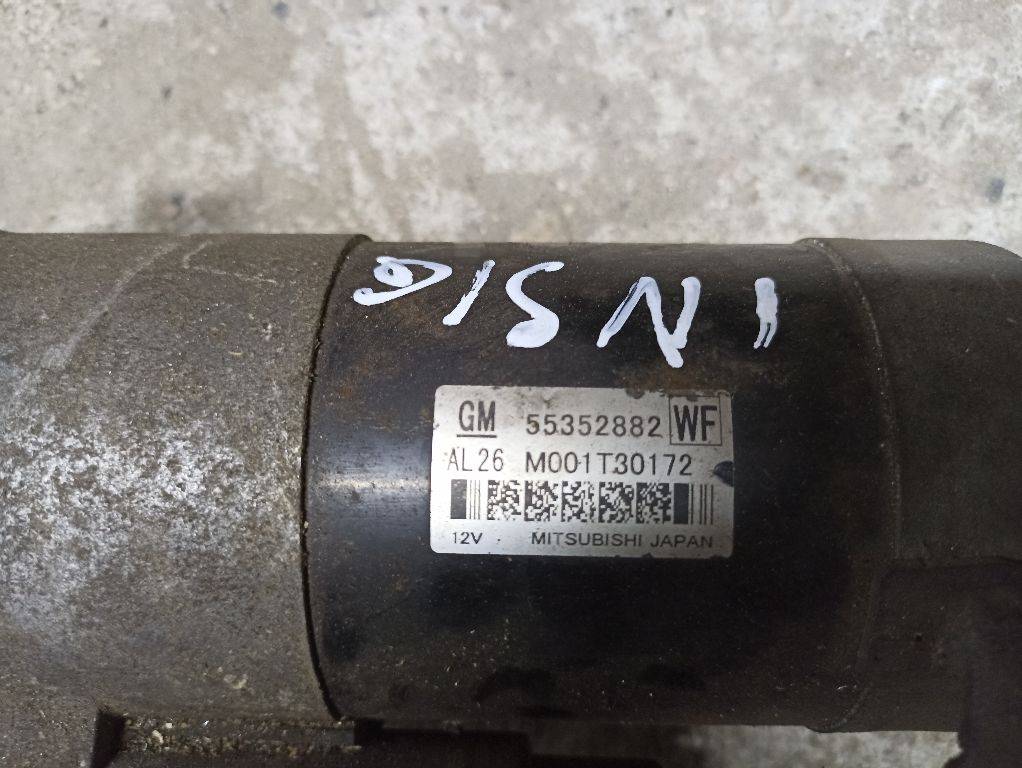 INSIG
GM 55352882 WF
AL26 M001T30172
12V MITSUBISHI JAPAN